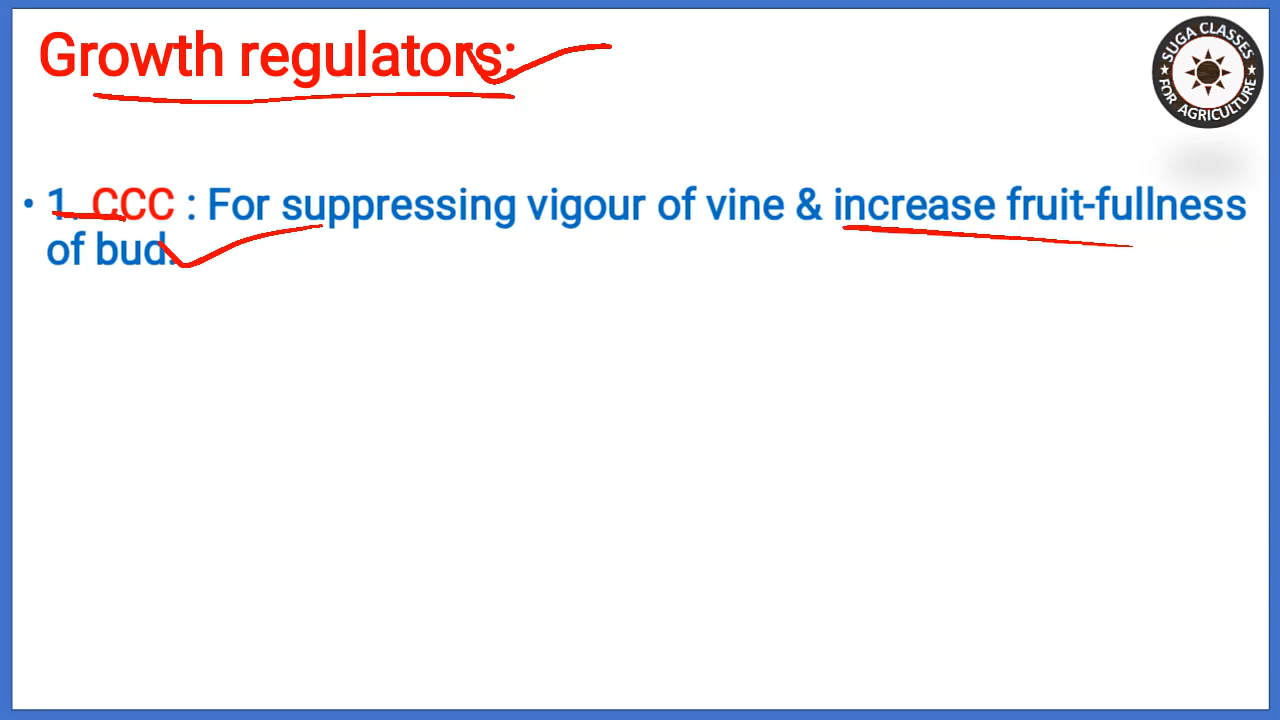 Growth regulators:
SUGA CLASSES
FOR AGRICULTURE
• 1. CCC : For suppressing vigour of vine & increase fruit-fullness
of bud.